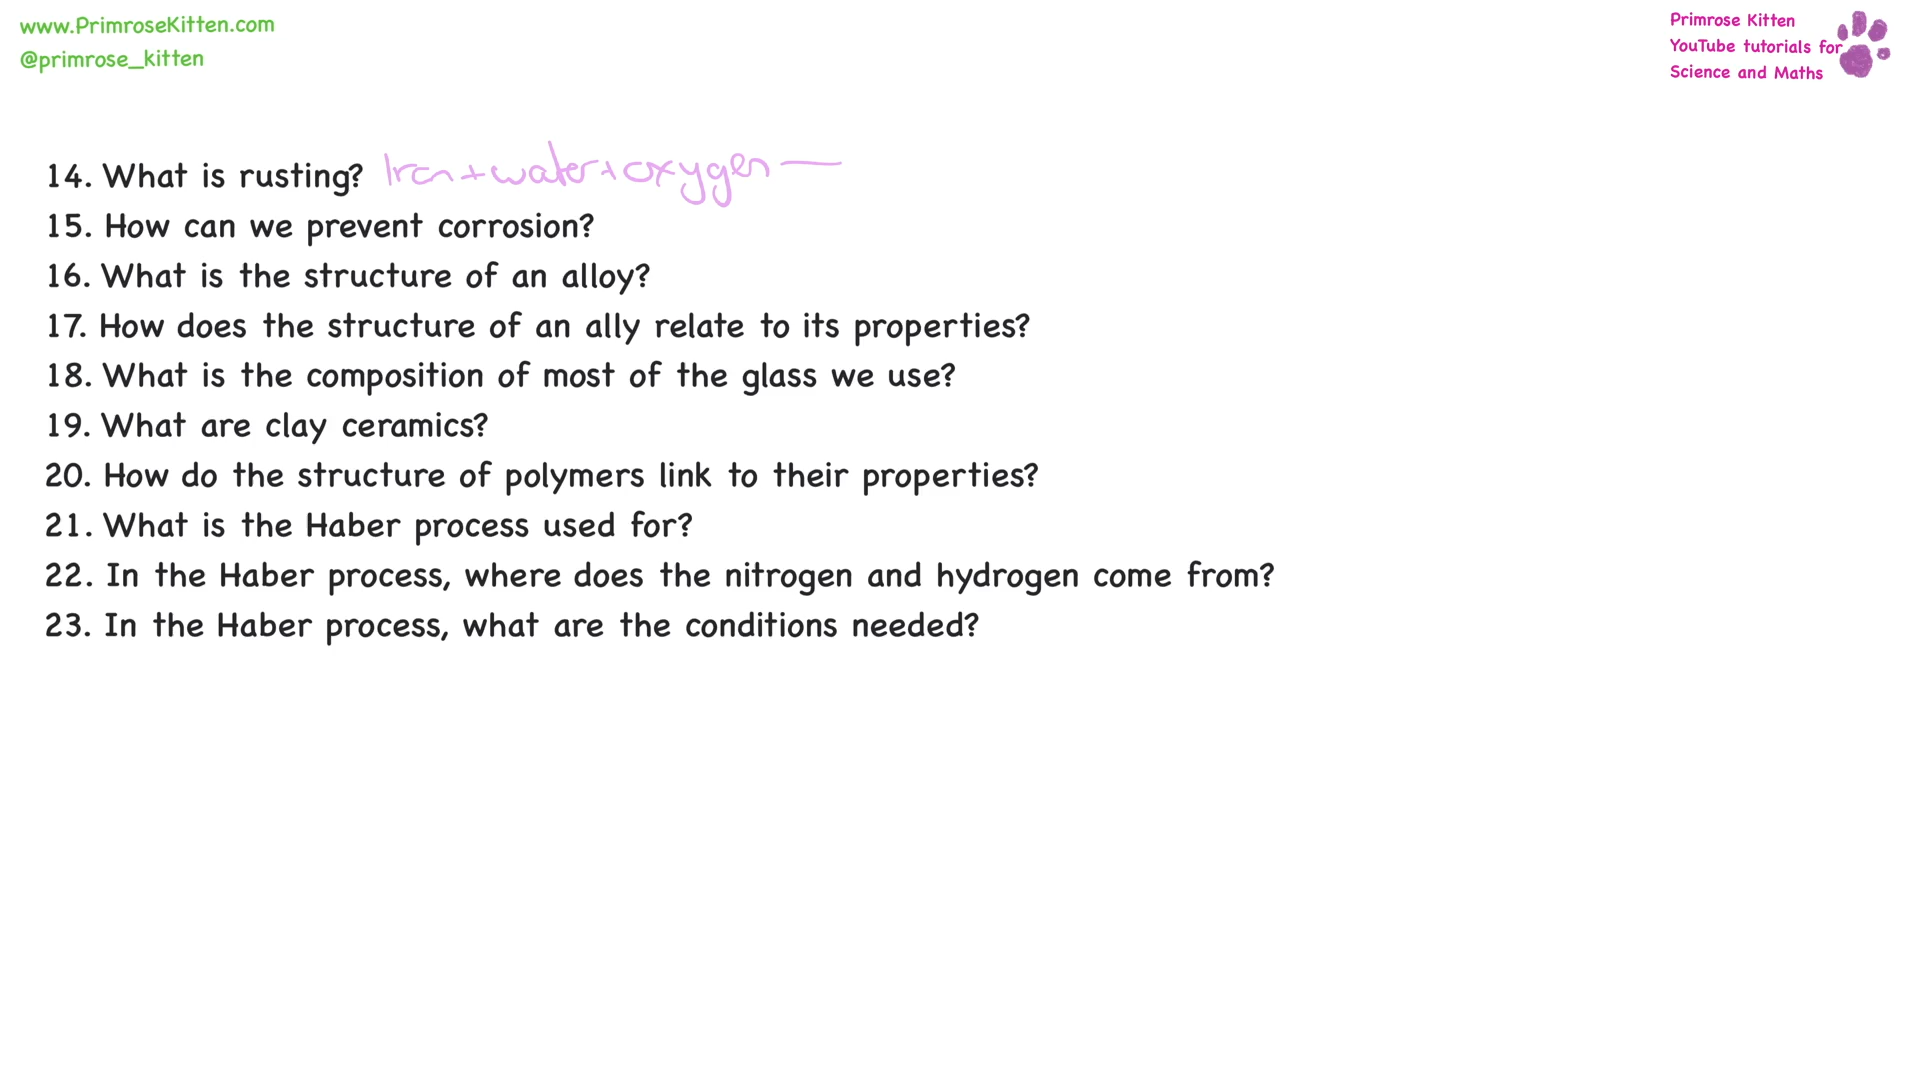 www.PrimroseKitten.com
@primrose_kitten
Primrose Kitten
YouTube tutorials for
Science and Maths
14. What is rusting? Iron+water+oxygen —
15. How can we prevent corrosion?
16. What is the structure of an alloy?
17. How does the structure of an ally relate to its properties?
18. What is the composition of most of the glass we use?
19. What are clay ceramics?
20. How do the structure of polymers link to their properties?
21. What is the Haber process used for?
22. In the Haber process, where does the nitrogen and hydrogen come from?
23. In the Haber process, what are the conditions needed?